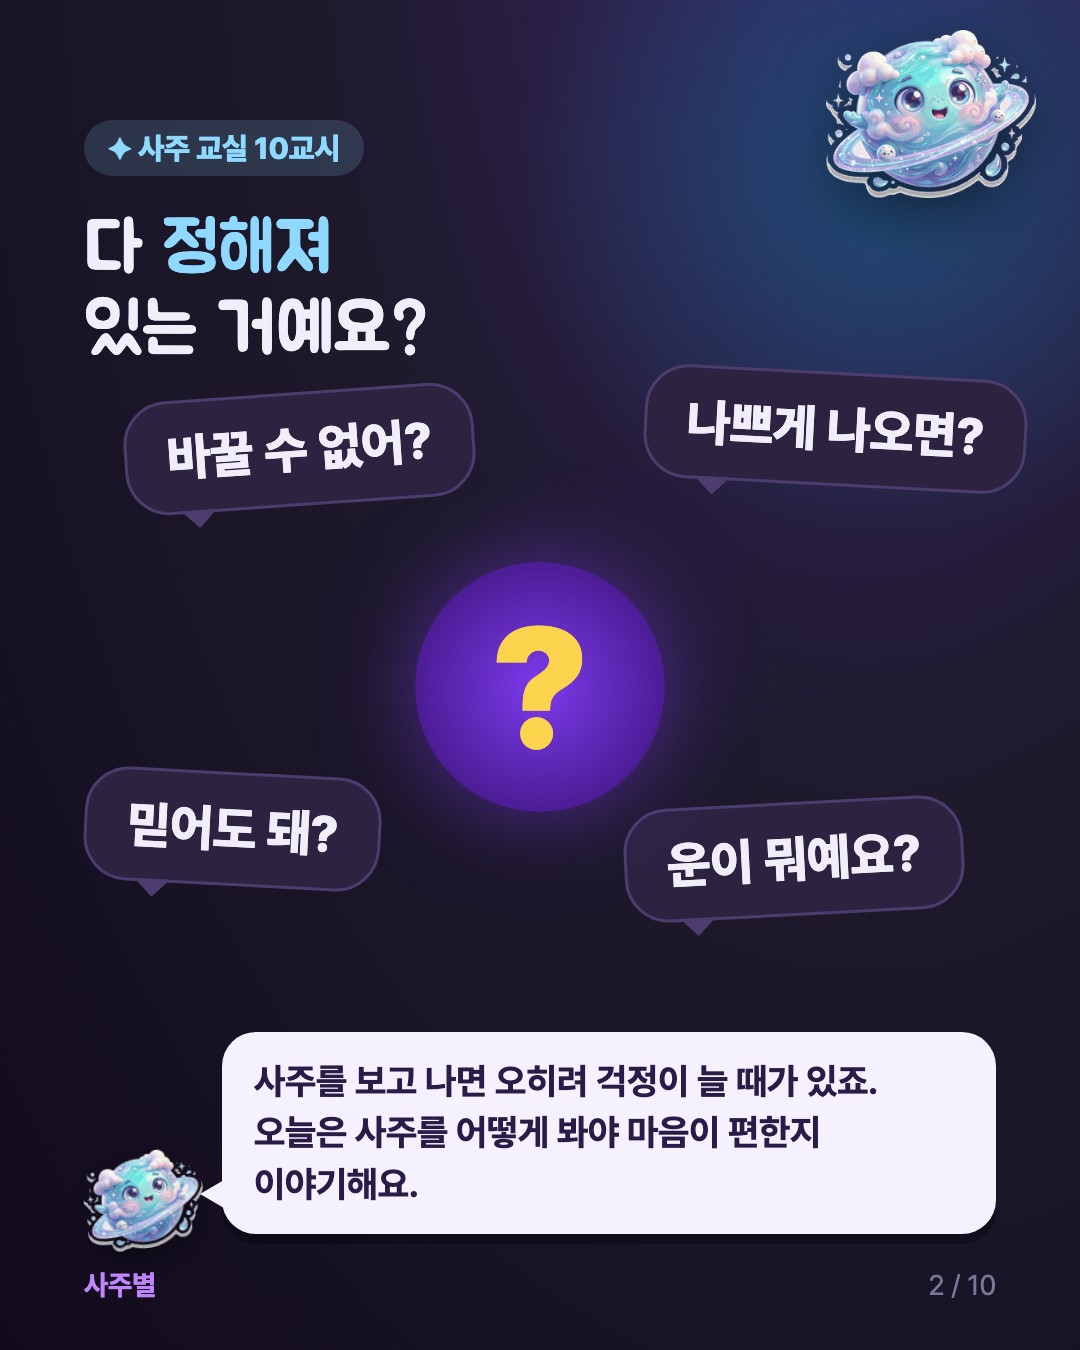 ✦ 사주 교실 10교시
다 정해져
있는 거예요?
바꿀 수 없어?
나쁘게 나오면?
?
믿어도 돼?
운이 뭐예요?
사주를 보고 나면 오히려 걱정이 늘 때가 있죠.
오늘은 사주를 어떻게 봐야 마음이 편한지
이야기해요.
사주별
2 / 10